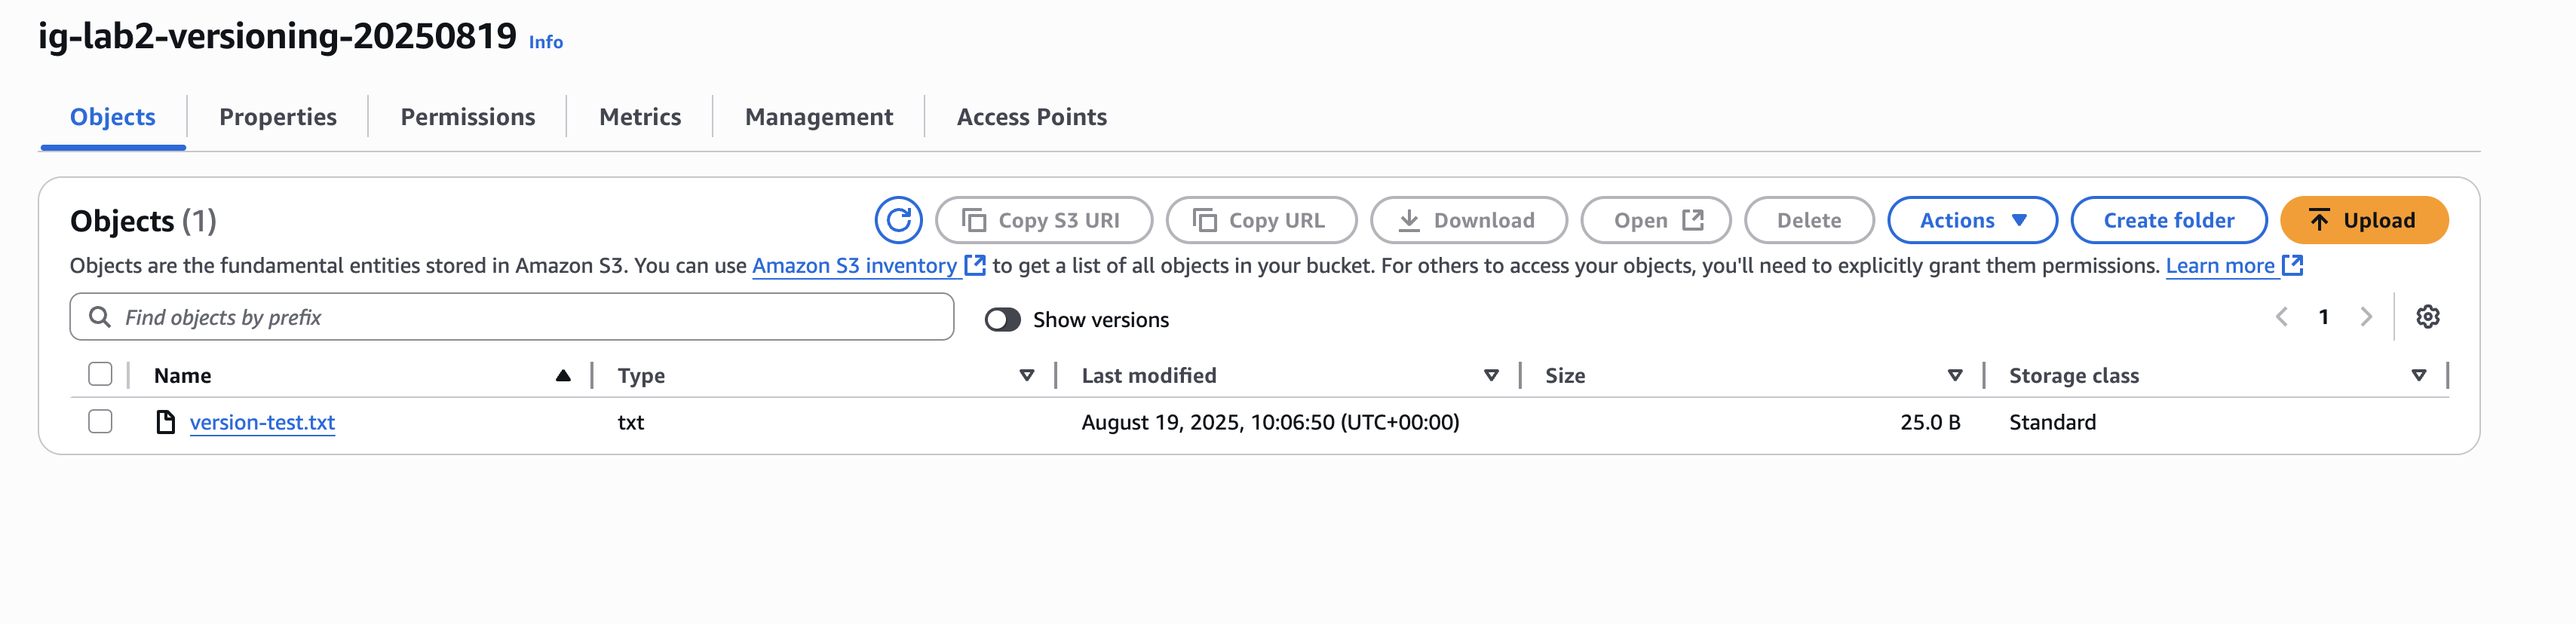 ig-lab2-versioning-20250819 Info
Objects Properties Permissions Metrics Management Access Points
Objects (1) Copy S3 URI Copy URL Download Open Delete Actions Create folder Upload
Objects are the fundamental entities stored in Amazon S3. You can use Amazon S3 inventory to get a list of all objects in your bucket. For others to access your objects, you'll need to explicitly grant them permissions. Learn more
Find objects by prefix Show versions 1
Name Type Last modified Size Storage class
version-test.txt txt August 19, 2025, 10:06:50 (UTC+00:00) 25.0 B Standard